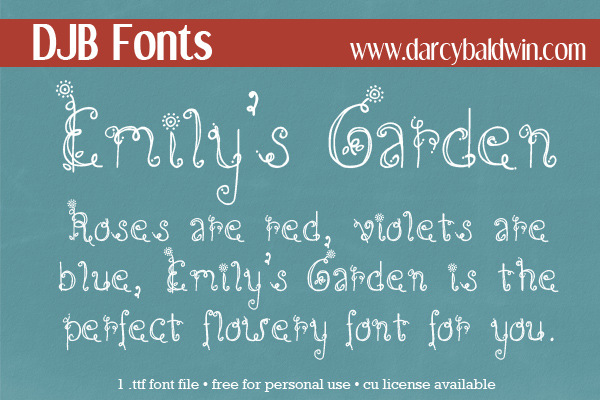 DJB Fonts
www.darcybaldwin.com
Emily's Garden
Roses are red, violets are
blue, Emily's Garden is the
perfect flowery font for you.
1 .ttf font file • free for personal use • cu license available